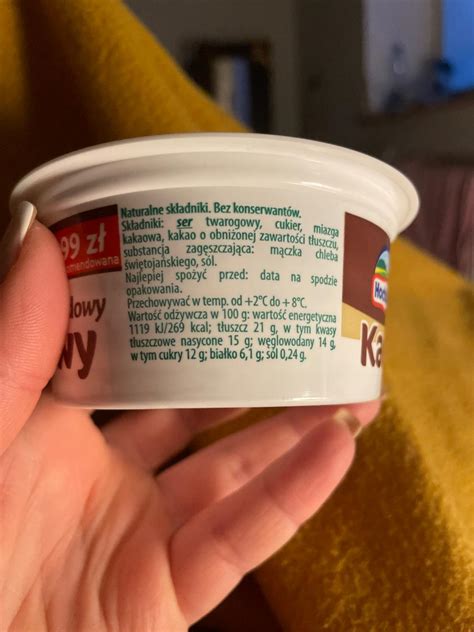 Naturalne składniki. Bez konserwantów.
Składniki: ser twarogowy, cukier, miazga
kakaowa, kakao o obniżonej zawartości tłuszczu,
substancja zagęszczająca: mączka chleba
świętojańskiego, sól.
Najlepiej spożyć przed: data na spodzie
opakowania.
Przechowywać w temp. od +2°C do + 8°C.
Wartość odżywcza w 100 g: wartość energetyczna
1119 kJ/269 kcal; tłuszcz 21 g, w tym kwasy
tłuszczowe nasycone 15 g; węglowodany 14 g,
w tym cukry 12 g; białko 6,1 g; sól 0,24 g.
99 zł
mendowana
dowy
wy
Hoch
Ka